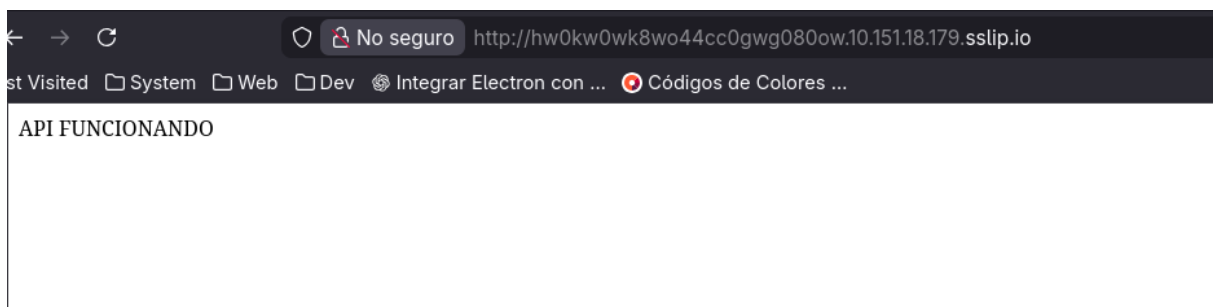 No seguro http://hw0kw0wk8wo44cc0gwg080ow.10.151.18.179.sslip.io
st Visited System Web Dev Integrar Electron con ... Códigos de Colores ...
API FUNCIONANDO